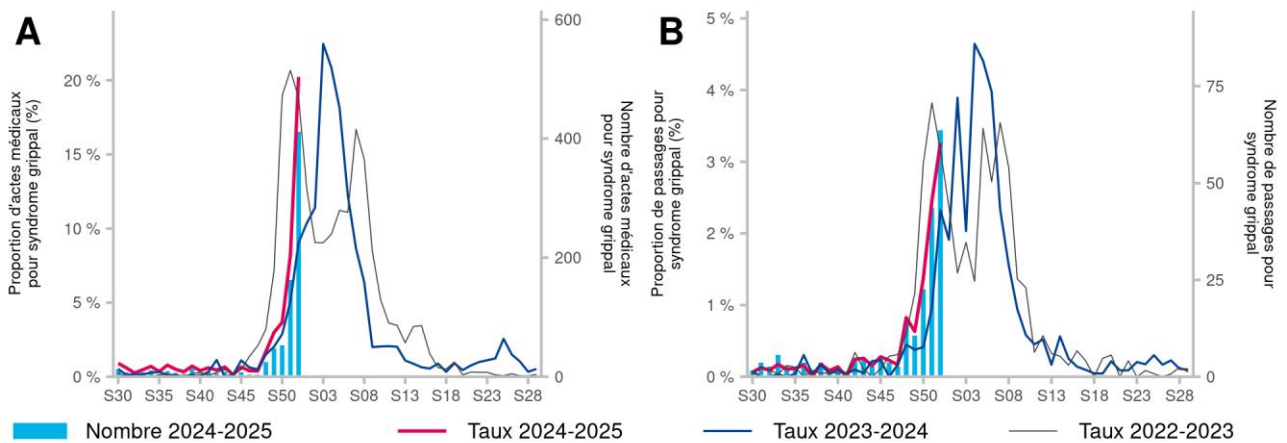 A
Proportion d'actes médicaux
pour syndrome grippal (%)
20 %
15 %
10 %
5 %
0 %
600
400
200
0
Nombre d'actes médicaux
pour syndrome grippal
S30
S35
S40
S45
S50
S03
S08
S13
S18
S23
S28
B
Proportion de passages pour
syndrome grippal (%)
5 %
4 %
3 %
2 %
1 %
0 %
75
50
25
0
Nombre de passages pour
syndrome grippal
S30
S35
S40
S45
S50
S03
S08
S13
S18
S23
S28
Nombre 2024-2025
Taux 2024-2025
Taux 2023-2024
Taux 2022-2023